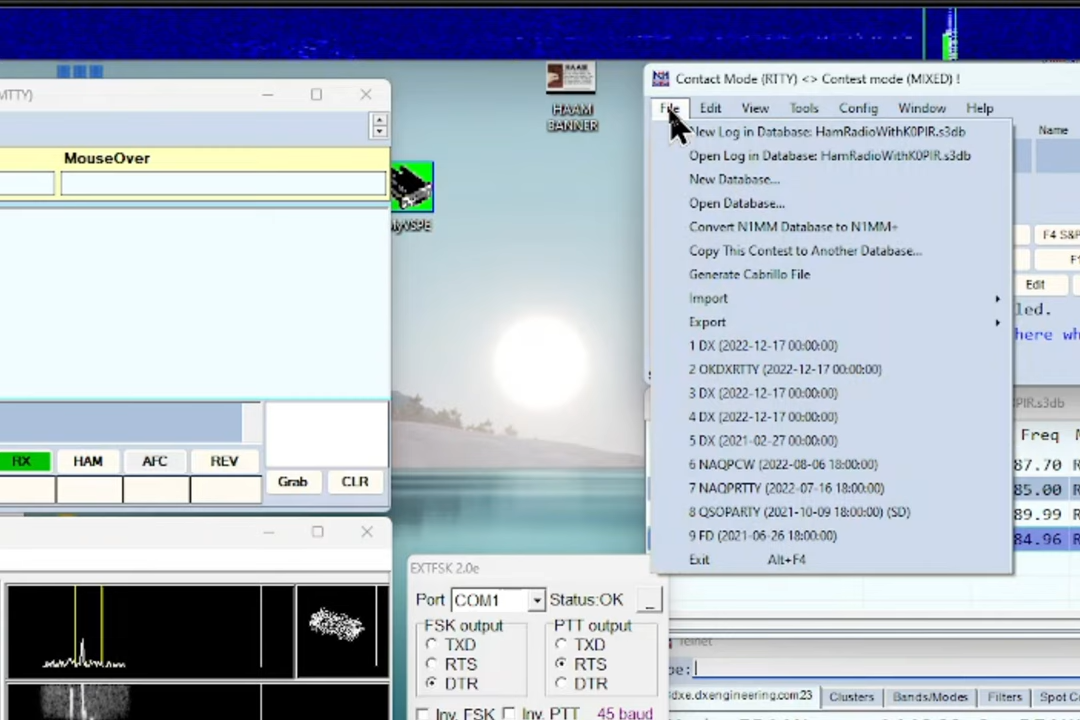 MTTY)
MouseOver
RX HAM AFC REV
Grab CLR
HAAM
BANNER
MyVSPE
EXTFSK 2.0e
Port COM1 Status:OK _
FSK output PTT output
TXD TXD
RTS RTS
DTR DTR
Inv. FSK Inv. PTT 45 baud
Contact Mode (RTTY) <> Contest mode (MIXED) !
File Edit View Tools Config Window Help
New Log in Database: HamRadioWithK0PIR.s3db
Open Log in Database: HamRadioWithK0PIR.s3db
New Database...
Open Database...
Convert N1MM Database to N1MM+
Copy This Contest to Another Database...
Generate Cabrillo File
Import
Export
1 DX (2022-12-17 00:00:00)
2 OKDXRTTY (2022-12-17 00:00:00)
3 DX (2022-12-17 00:00:00)
4 DX (2022-12-17 00:00:00)
5 DX (2021-02-27 00:00:00)
6 NAQPCW (2022-08-06 18:00:00)
7 NAQPRTTY (2022-07-16 18:00:00)
8 QSOPARTY (2021-10-09 18:00:00) (SD)
9 FD (2021-06-26 18:00:00)
Exit Alt+F4
Name
F4 S&P
Edit
led.
here wh
PIR.s3db
Freq
87.70 R
85.00 R
89.99 R
84.96 R
Telnet
pe:
dxe.dxengineering.com:23 Clusters Bands/Modes Filters Spot C